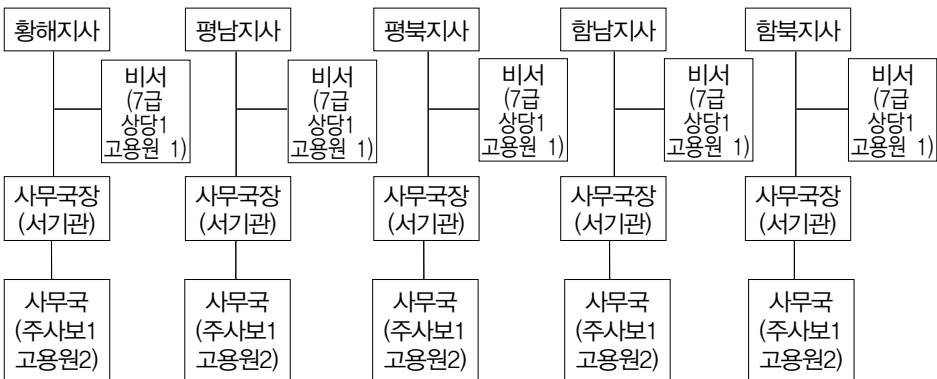 황해지사
평남지사
평북지사
함남지사
함북지사
비서
(7급
상당1
고용원 1)
비서
(7급
상당1
고용원 1)
비서
(7급
상당1
고용원 1)
비서
(7급
상당1
고용원 1)
비서
(7급
상당1
고용원 1)
사무국장
(서기관)
사무국장
(서기관)
사무국장
(서기관)
사무국장
(서기관)
사무국장
(서기관)
사무국
(주사보1
고용원2)
사무국
(주사보1
고용원2)
사무국
(주사보1
고용원2)
사무국
(주사보1
고용원2)
사무국
(주사보1
고용원2)